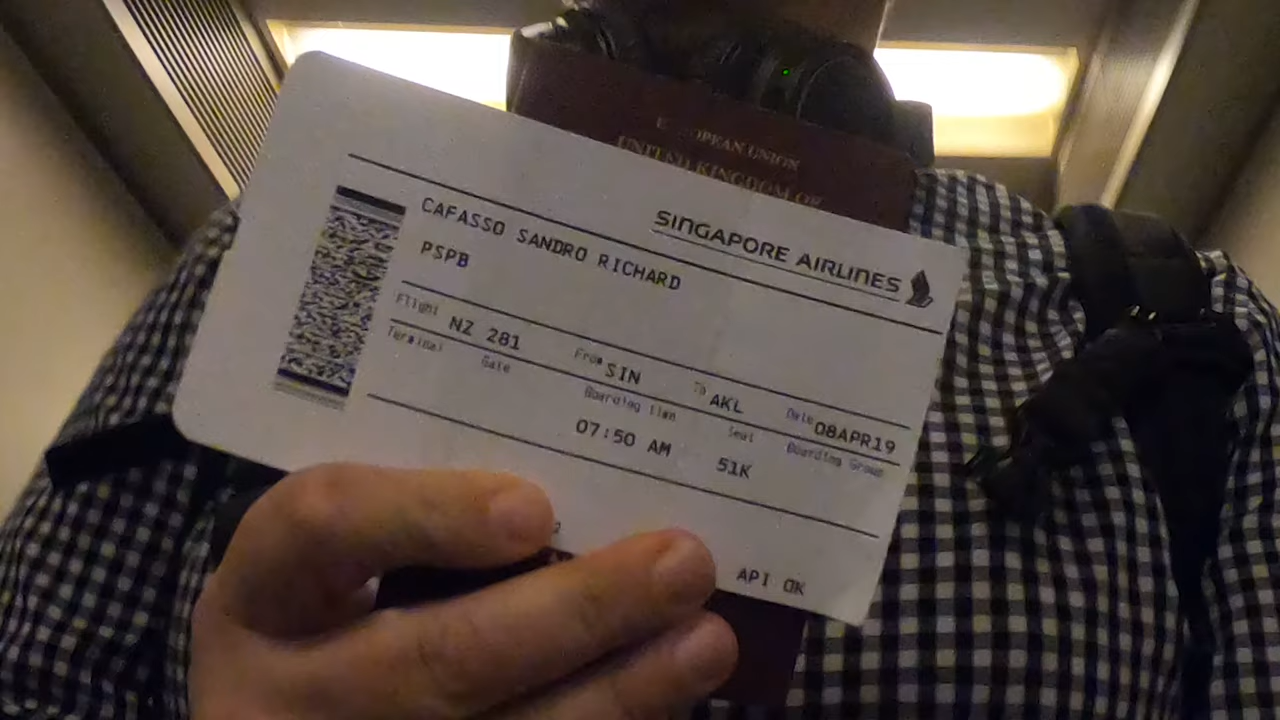 EUROPEAN UNION
UNITED KINGDOM OF
SINGAPORE AIRLINES
CAFASSO SANDRO RICHARD
PSPB
Flight NZ 281 From SIN To AKL Date 08APR19
Terminal Gate Boarding Time Seat Boarding Group
07:50 AM 51K
2
API OK